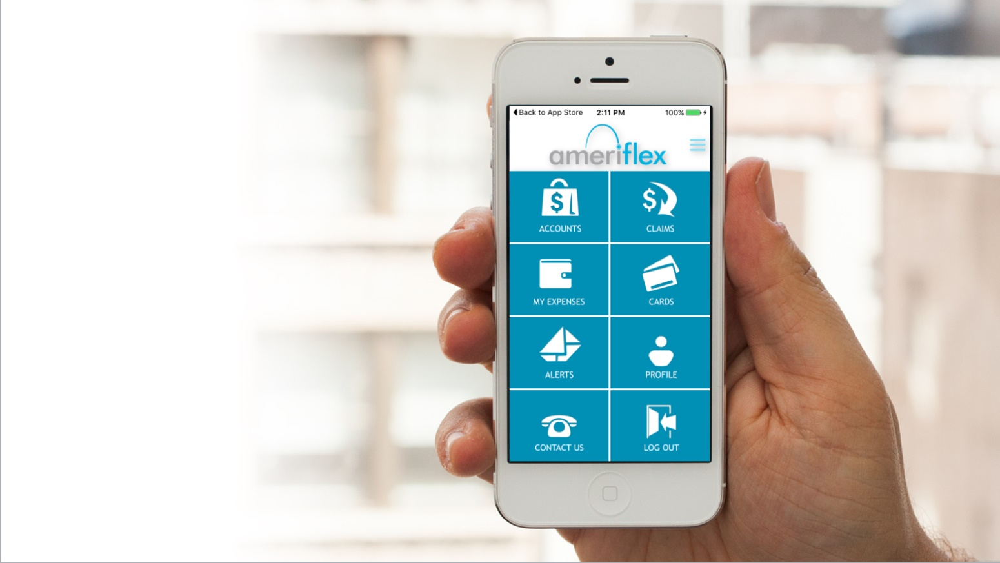 Back to App Store 2:11 PM 100%
ameriflex
$ $
ACCOUNTS CLAIMS
MY EXPENSES CARDS
ALERTS PROFILE
CONTACT US LOG OUT